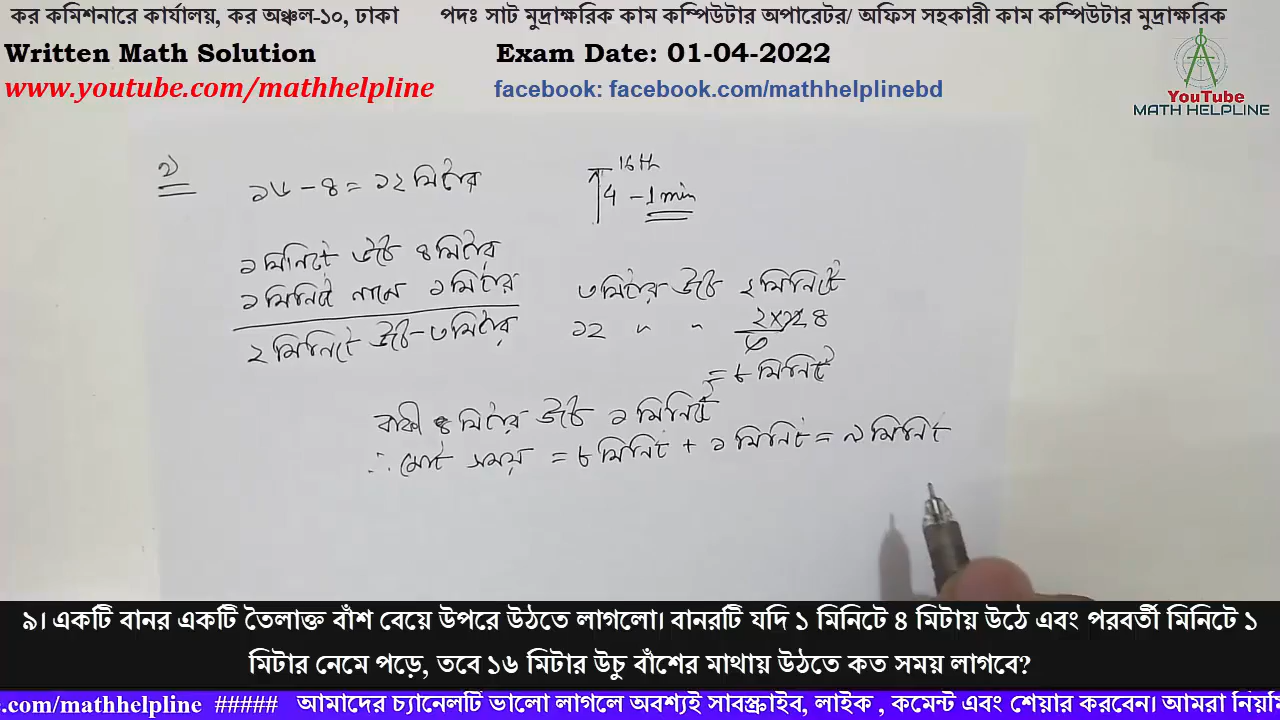 কর কমিশনারে কার্যালয়, কর অঞ্চল-১০, ঢাকা পদঃ সাট মুদ্রাক্ষরিক কাম কম্পিউটার অপারেটর/ অফিস সহকারী কাম কম্পিউটার মুদ্রাক্ষরিক
Written Math Solution Exam Date: 01-04-2022
www.youtube.com/mathhelpline facebook: facebook.com/mathhelplinebd
YouTube
MATH HELPLINE
১৬ – ৪ = ১২ মিটার
16 th
4 – 1 min
১ মিনিটে উঠে ৪ মিটার
১ মিনিটে নামে ১ মিটার
২ মিনিটে উঠে – ৩ মিটার
৩ মিটার উঠে ২ মিনিটে
১২ " " ২×১২ ৪
৩
= ৮ মিনিটে
বাকী ৪ মিটার উঠে ১ মিনিটে
∴ মোট সময় = ৮ মিনিট + ১ মিনিট = ৯ মিনিট
৯। একটি বানর একটি তৈলাক্ত বাঁশ বেয়ে উপরে উঠতে লাগলো। বানরটি যদি ১ মিনিটে ৪ মিটায় উঠে এবং পরবর্তী মিনিটে ১
মিটার নেমে পড়ে, তবে ১৬ মিটার উচু বাঁশের মাথায় উঠতে কত সময় লাগবে?
e.com/mathhelpline ##### আমাদের চ্যানেলটি ভালো লাগলে অবশ্যই সাবস্ক্রাইব, লাইক , কমেন্ট এবং শেয়ার করবেন। আমরা নিয়মি